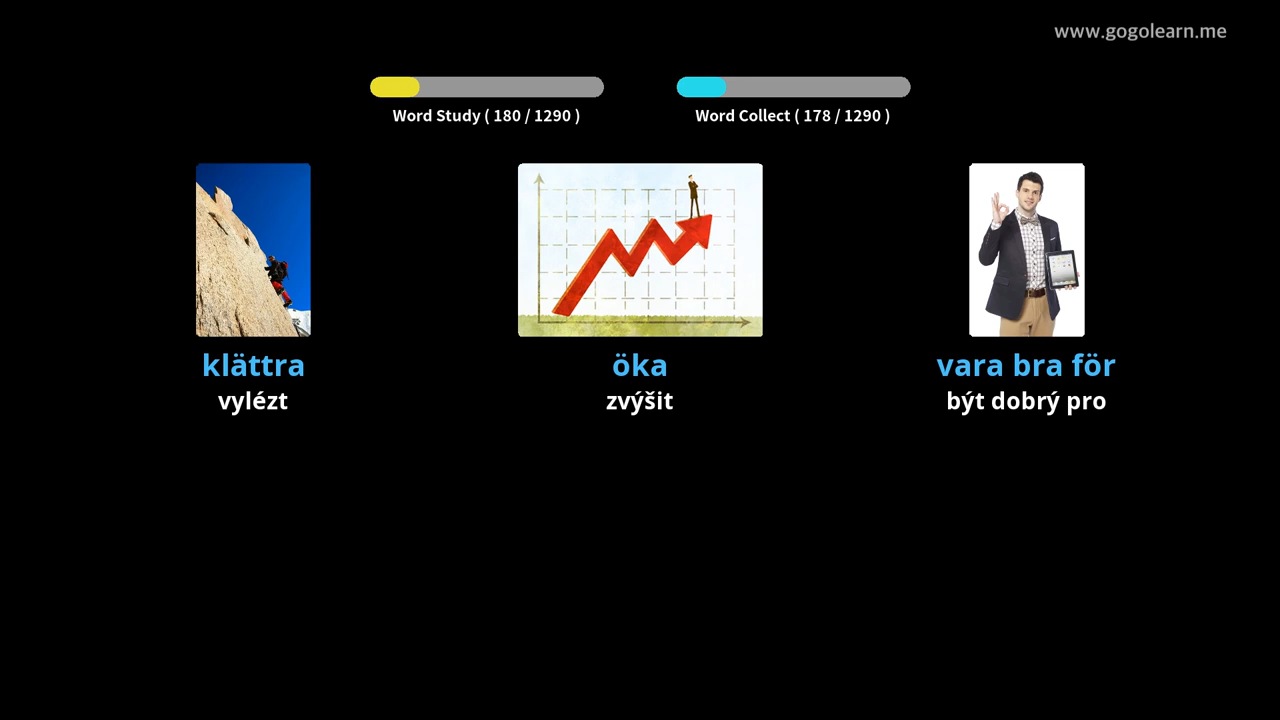 www.gogolearn.me
Word Study ( 180 / 1290 )
Word Collect ( 178 / 1290 )
klättra
vylézt
öka
zvýšit
vara bra för
být dobrý pro